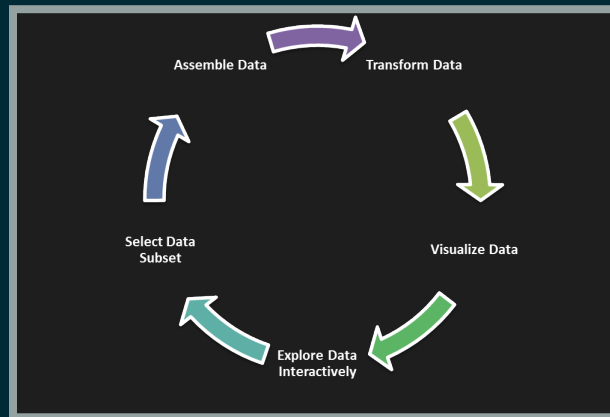 Assemble Data
Transform Data
Visualize Data
Explore Data
Interactively
Select Data
Subset